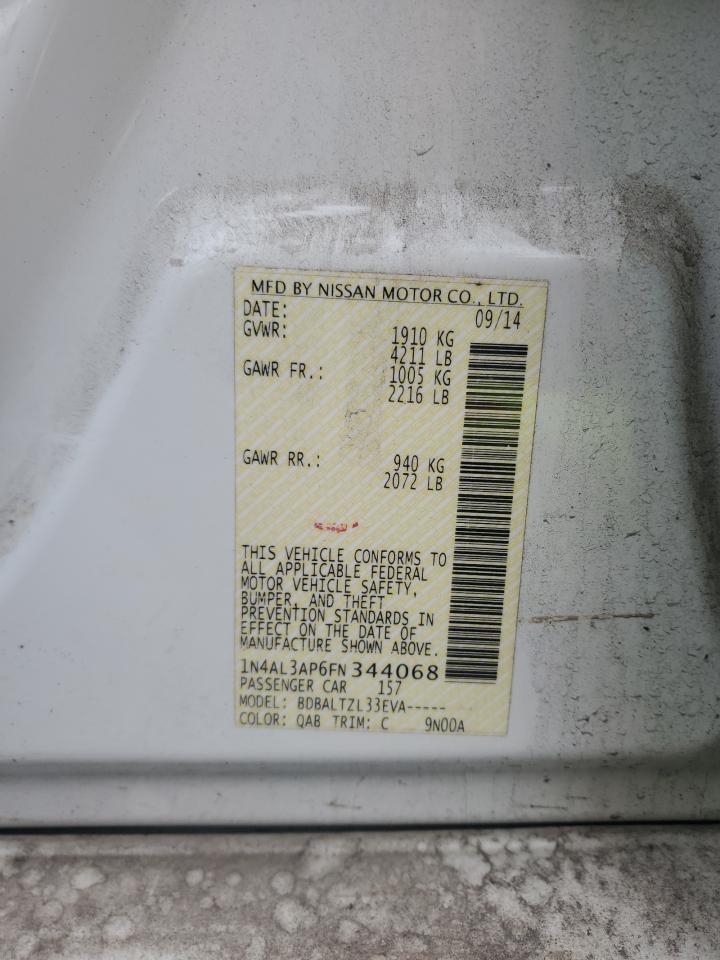 MFD BY NISSAN MOTOR CO., LTD.
DATE: 09/14
GVWR: 1910 KG
4211 LB
GAWR FR.: 1005 KG
2216 LB
GAWR RR.: 940 KG
2072 LB
THIS VEHICLE CONFORMS TO
ALL APPLICABLE FEDERAL
MOTOR VEHICLE SAFETY,
BUMPER, AND THEFT
PREVENTION STANDARDS IN
EFFECT ON THE DATE OF
MANUFACTURE SHOWN ABOVE.
1N4AL3AP6FN344068
PASSENGER CAR 157
MODEL: BDBALTZL33EVA-----
COLOR: QAB TRIM: C 9N00A